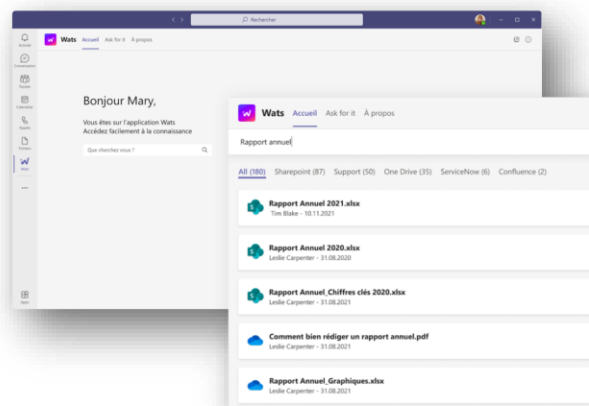 Rechercher
Wats Accueil Ask for it À propos
Bonjour Mary,
Vous êtes sur l'application Wats
Accédez facilement à la connaissance
Que cherchez vous ?
Wats Accueil Ask for it À propos
Rapport annuel
All (180) Sharepoint (87) Support (50) One Drive (35) ServiceNow (6) Confluence (2)
Rapport Annuel 2021.xlsx
Tim Blake - 10.11.2021
Rapport Annuel 2020.xlsx
Leslie Carpenter - 31.08.2020
Rapport Annuel_Chiffres clés 2020.xlsx
Leslie Carpenter - 31.08.2021
Comment bien rédiger un rapport annuel.pdf
Leslie Carpenter - 31.08.2021
Rapport Annuel_Graphiques.xlsx
Leslie Carpenter - 31.08.2021